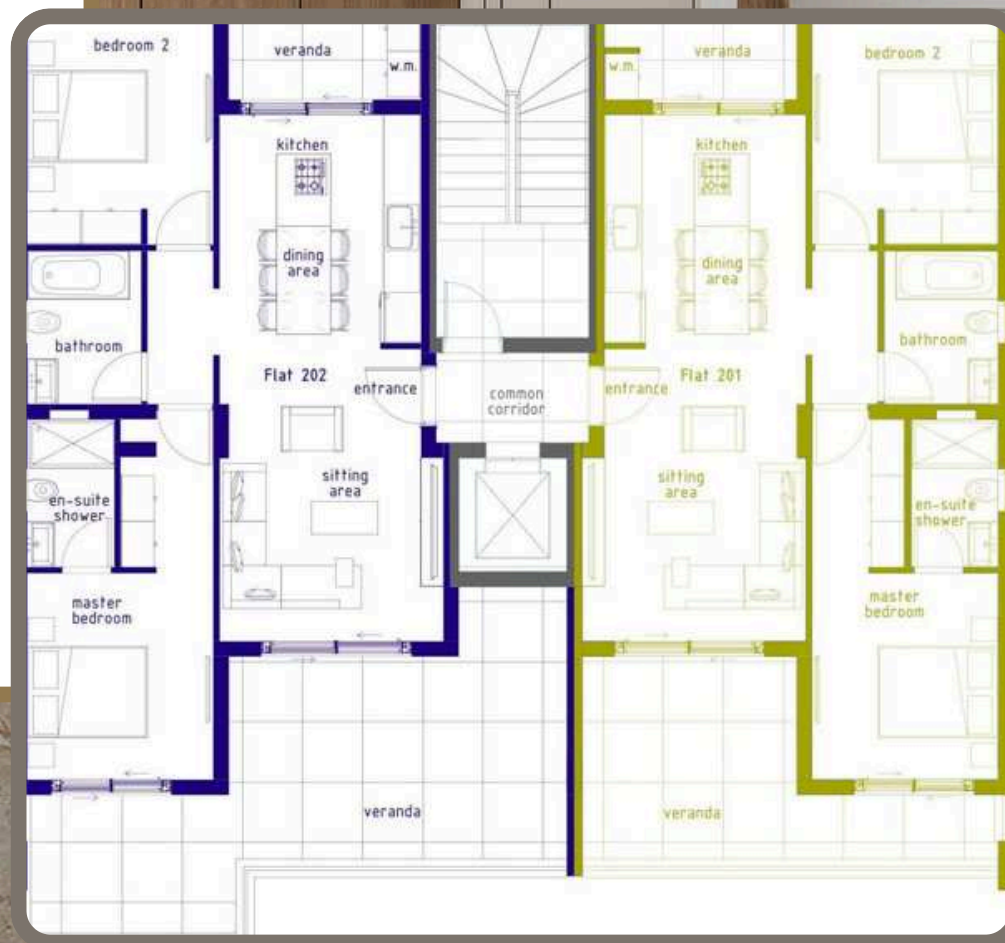 bedroom 2
veranda
w.m.
kitchen
dining
area
bathroom
Flat 202
entrance
sitting
area
en-suite
shower
master
bedroom
veranda
common
corridor
w.m.
veranda
bedroom 2
kitchen
dining
area
bathroom
entrance
Flat 201
sitting
area
en-suite
shower
master
bedroom
veranda